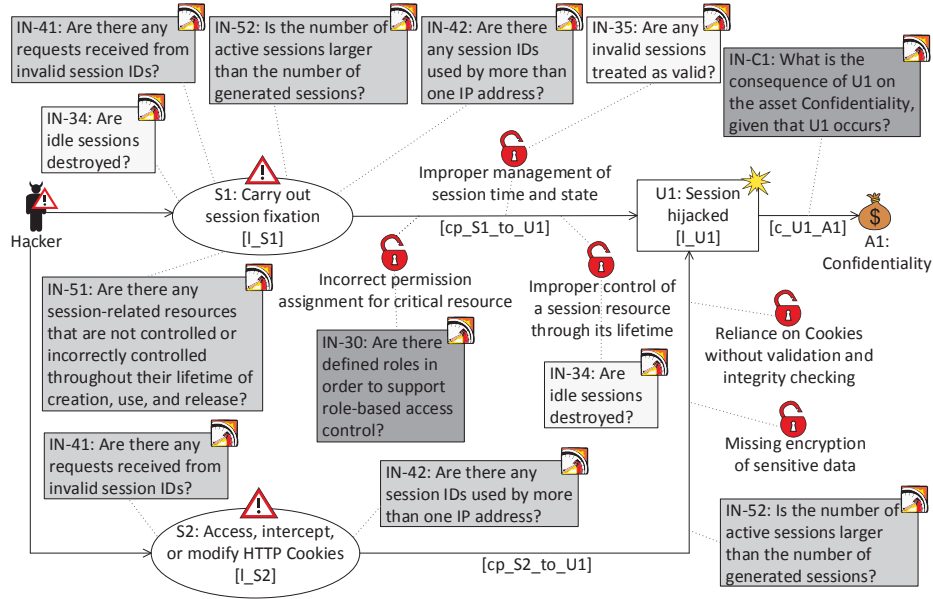 IN-41: Are there any
requests received from
invalid session IDs?
IN-52: Is the number of
active sessions larger
than the number of
generated sessions?
IN-42: Are there
any session IDs
used by more than
one IP address?
IN-35: Are any
invalid sessions
treated as valid?
IN-C1: What is the
consequence of U1 on
the asset Confidentiality,
given that U1 occurs?
IN-34: Are
idle sessions
destroyed?
Hacker
S1: Carry out
session fixation
[l_S1]
Improper management of
session time and state
[cp_S1_to_U1]
U1: Session
hijacked
[l_U1]
[c_U1_A1]
$
A1:
Confidentiality
Incorrect permission
assignment for critical resource
Improper control of
a session resource
through its lifetime
IN-51: Are there any
session-related resources
that are not controlled or
incorrectly controlled
throughout their lifetime of
creation, use, and release?
IN-30: Are there
defined roles in
order to support
role-based access
control?
IN-34: Are
idle sessions
destroyed?
Reliance on Cookies
without validation and
integrity checking
Missing encryption
of sensitive data
IN-41: Are there any
requests received from
invalid session IDs?
IN-42: Are there any
session IDs used by more
than one IP address?
S2: Access, intercept,
or modify HTTP Cookies
[l_S2]
[cp_S2_to_U1]
IN-52: Is the number of
active sessions larger
than the number of
generated sessions?